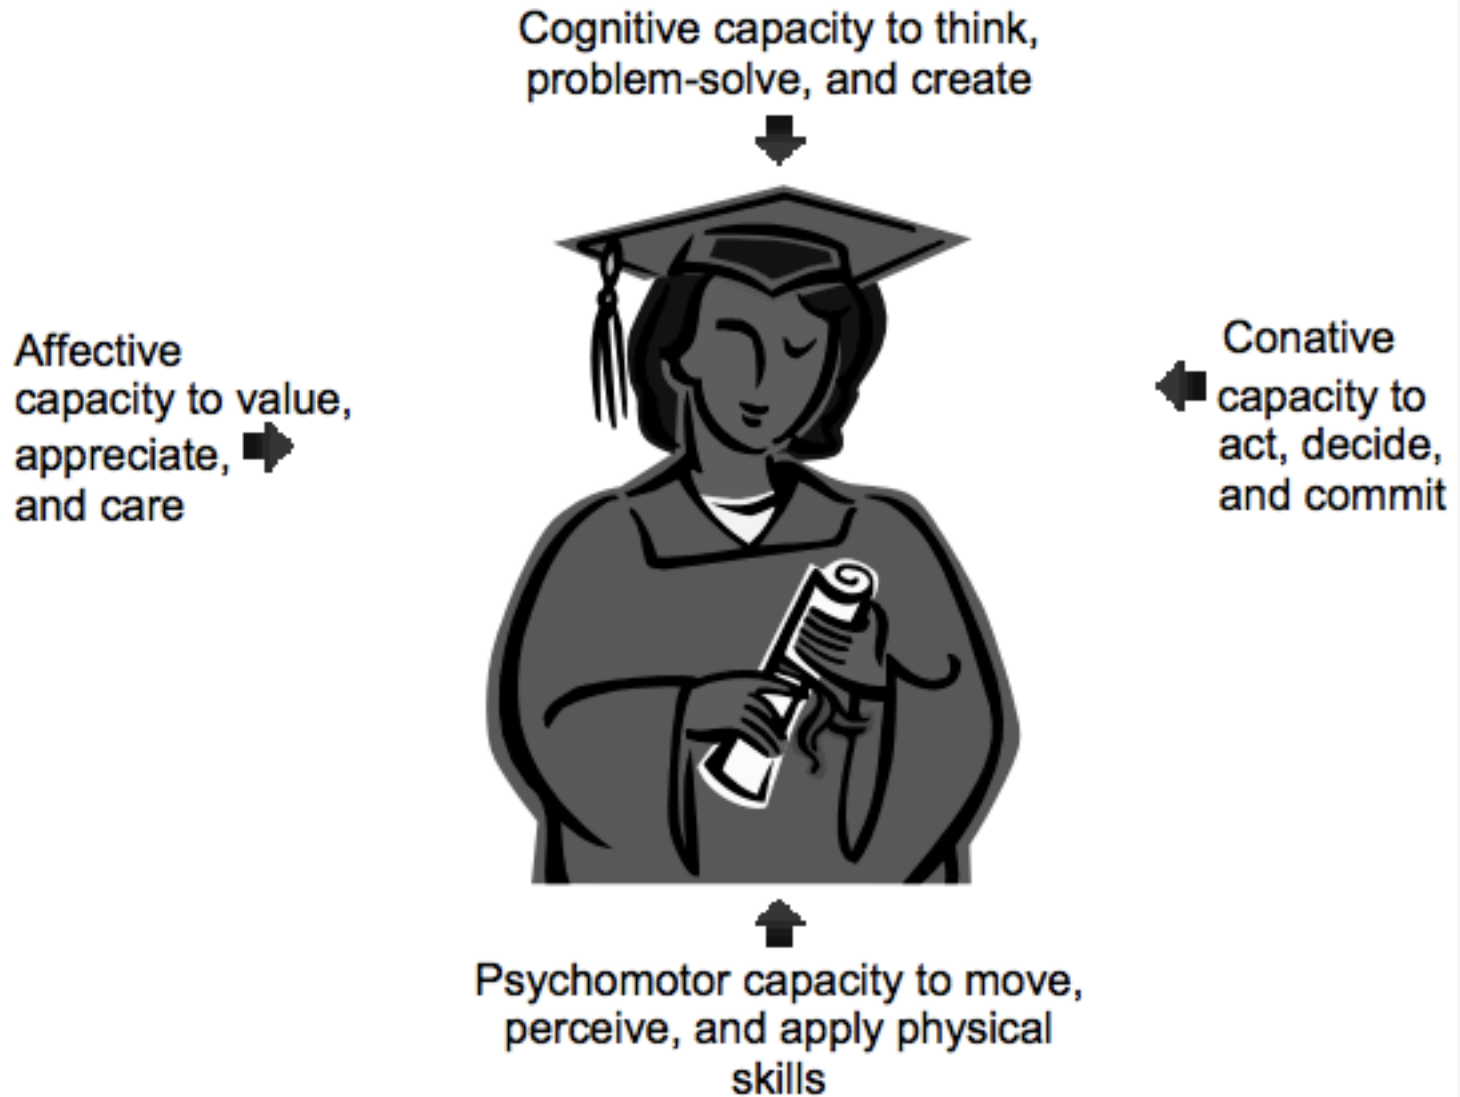 Cognitive capacity to think,
problem-solve, and create
Affective
capacity to value,
appreciate,
and care
Conative
capacity to
act, decide,
and commit
Psychomotor capacity to move,
perceive, and apply physical
skills